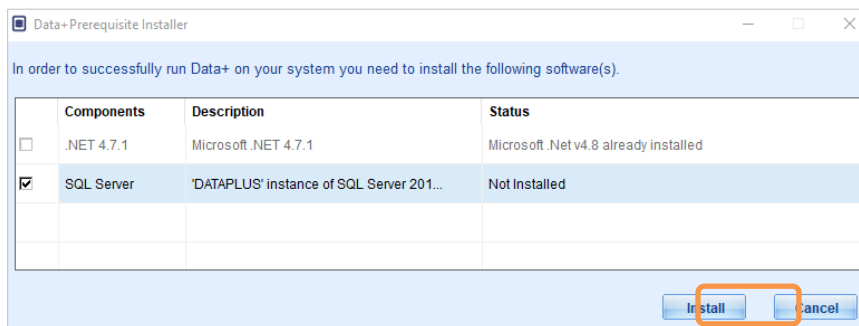 Data+Prerequisite Installer
In order to successfully run Data+ on your system you need to install the following software(s).
Components Description Status
.NET 4.7.1 Microsoft .NET 4.7.1 Microsoft .Net v4.8 already installed
SQL Server 'DATAPLUS' instance of SQL Server 201... Not Installed
Install Cancel